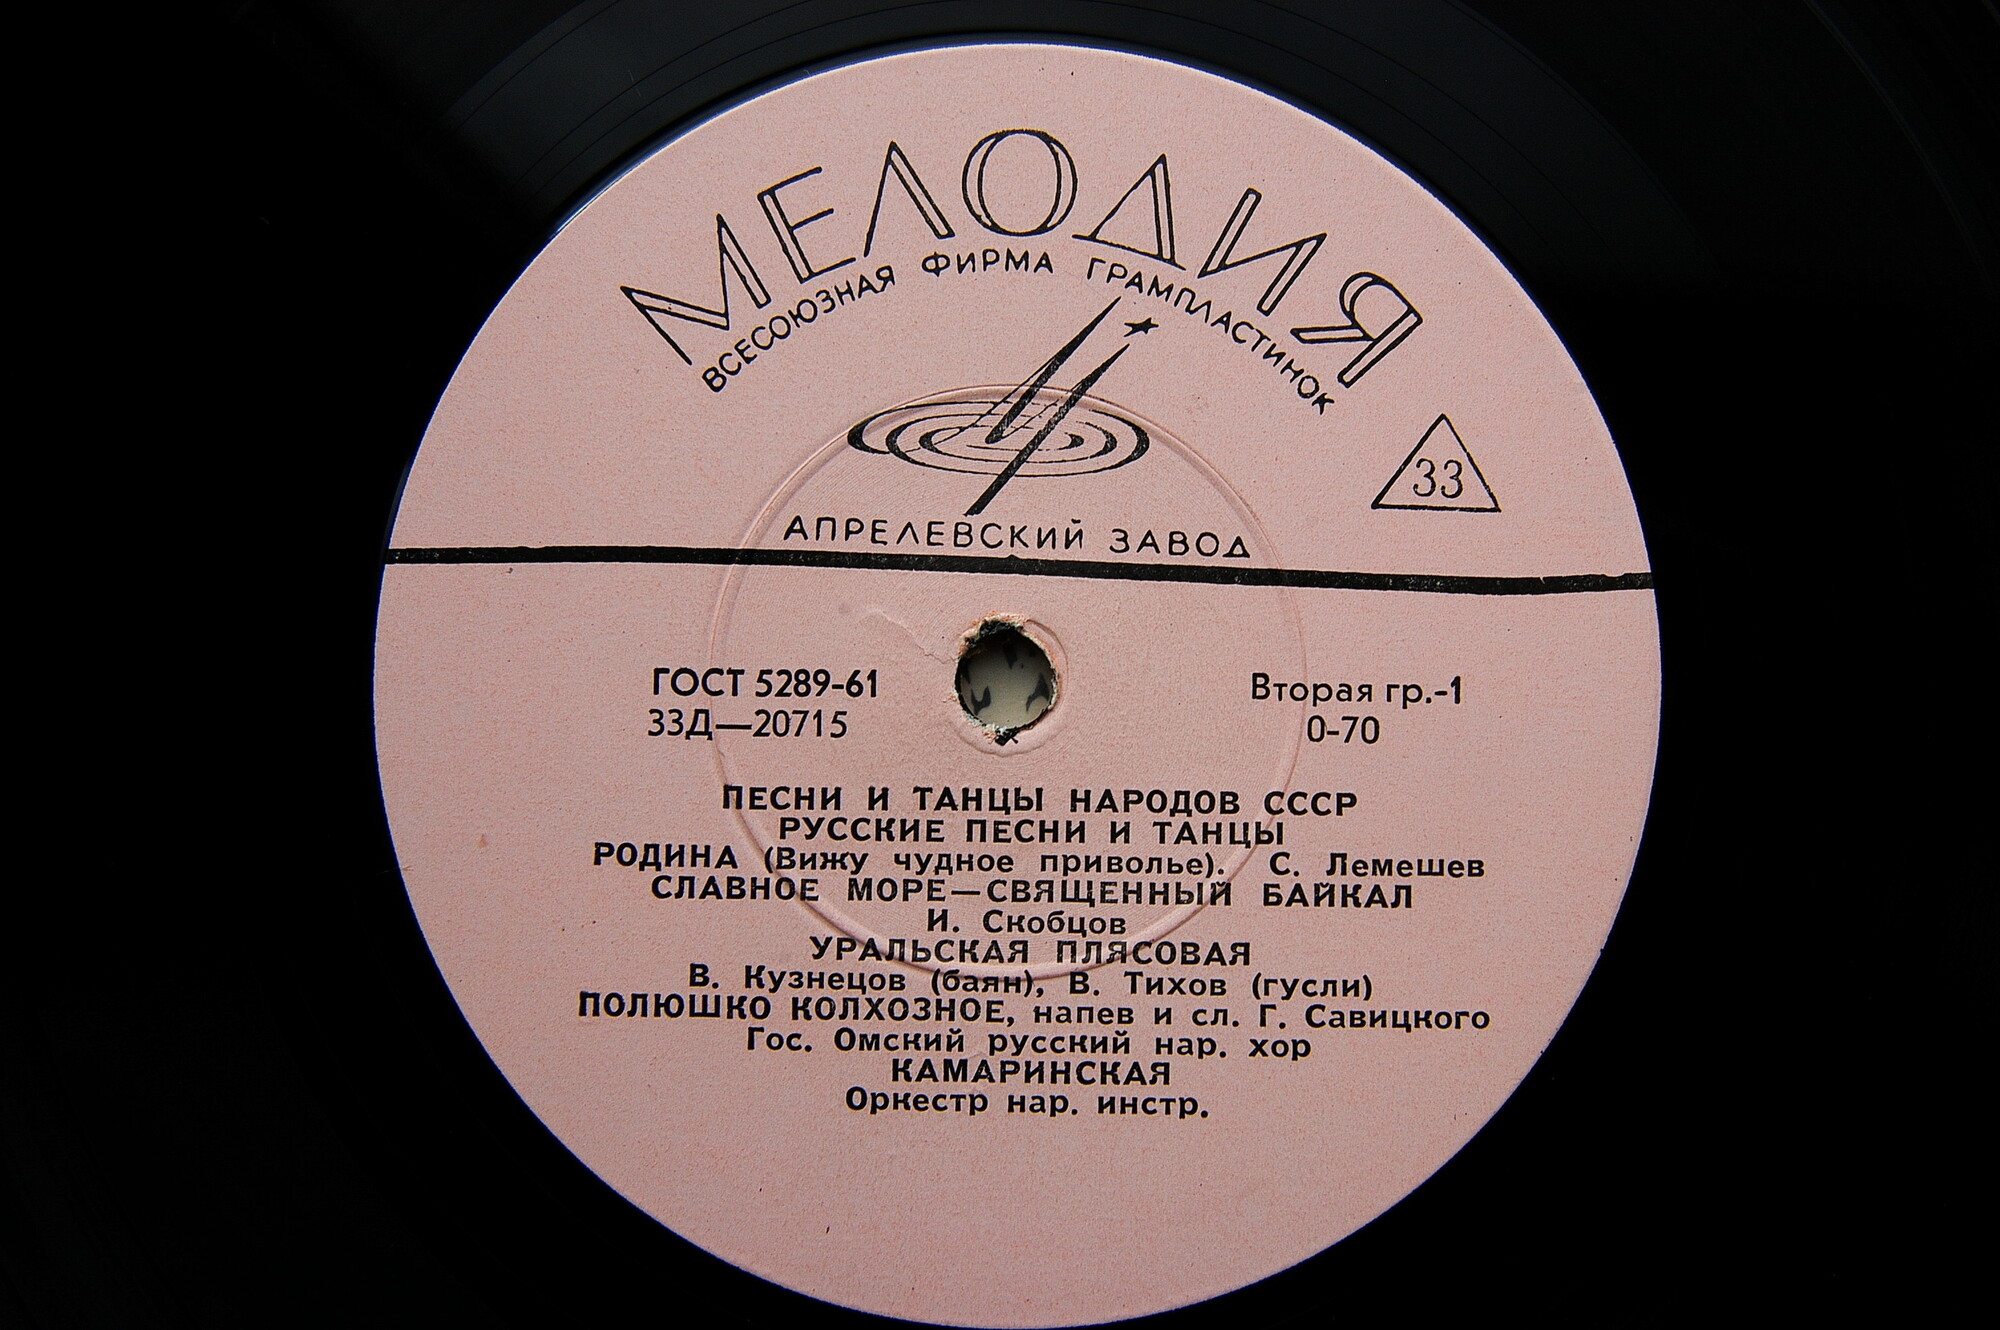 МЕЛОДИЯ
ВСЕСОЮЗНАЯ ФИРМА ГРАМПЛАСТИНОК
33
АПРЕЛЕВСКИЙ ЗАВОД
ГОСТ 5289-61
33Д—20715
Вторая гр.-1
0-70
ПЕСНИ И ТАНЦЫ НАРОДОВ СССР
РУССКИЕ ПЕСНИ И ТАНЦЫ
РОДИНА (Вижу чудное приволье). С. Лемешев
СЛАВНОЕ МОРЕ—СВЯЩЕННЫЙ БАЙКАЛ
И. Скобцов
УРАЛЬСКАЯ ПЛЯСОВАЯ
В. Кузнецов (баян), В. Тихов (гусли)
ПОЛЮШКО КОЛХОЗНОЕ, напев и сл. Г. Савицкого
Гос. Омский русский нар. хор
КАМАРИНСКАЯ
Оркестр нар. инстр.